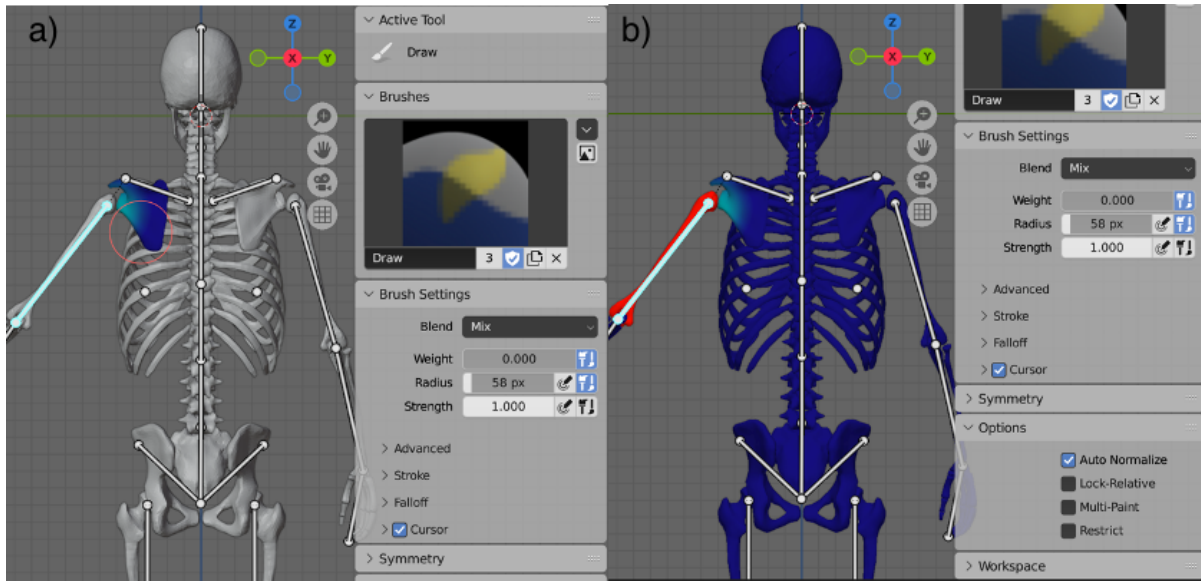 a)
Z
X
Y
Active Tool
Draw
Brushes
Draw 3
Brush Settings
Blend Mix
Weight 0.000
Radius 58 px
Strength 1.000
Advanced
Stroke
Falloff
Cursor
Symmetry
b)
Z
X
Y
Draw 3
Brush Settings
Blend Mix
Weight 0.000
Radius 58 px
Strength 1.000
Advanced
Stroke
Falloff
Cursor
Symmetry
Options
Auto Normalize
Lock-Relative
Multi-Paint
Restrict
Workspace